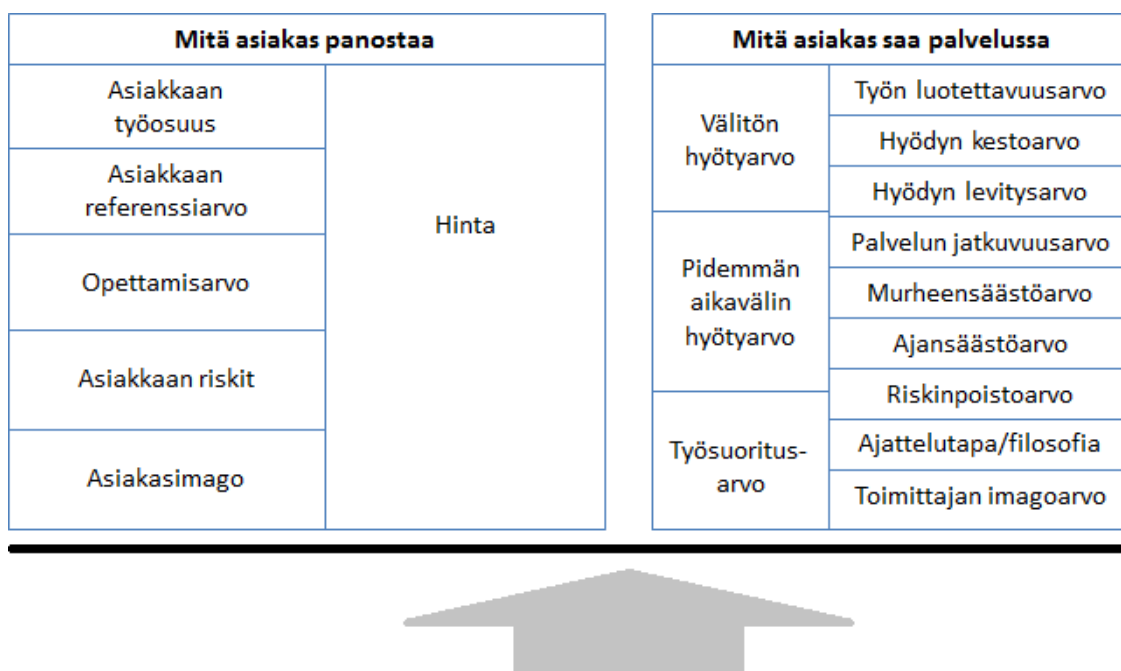 Mitä asiakas panostaa
Asiakkaan
työosuus
Asiakkaan
referenssiarvo
Opettamisarvo
Asiakkaan riskit
Asiakasimago
Hinta
Mitä asiakas saa palvelussa
Välitön
hyötyarvo
Pidemmän
aikavälin
hyötyarvo
Työsuoritus-
arvo
Työn luotettavuusarvo
Hyödyn kestoarvo
Hyödyn levitysarvo
Palvelun jatkuvuusarvo
Murheensäästöarvo
Ajansäästöarvo
Riskinpoistoarvo
Ajattelutapa/filosofia
Toimittajan imagoarvo